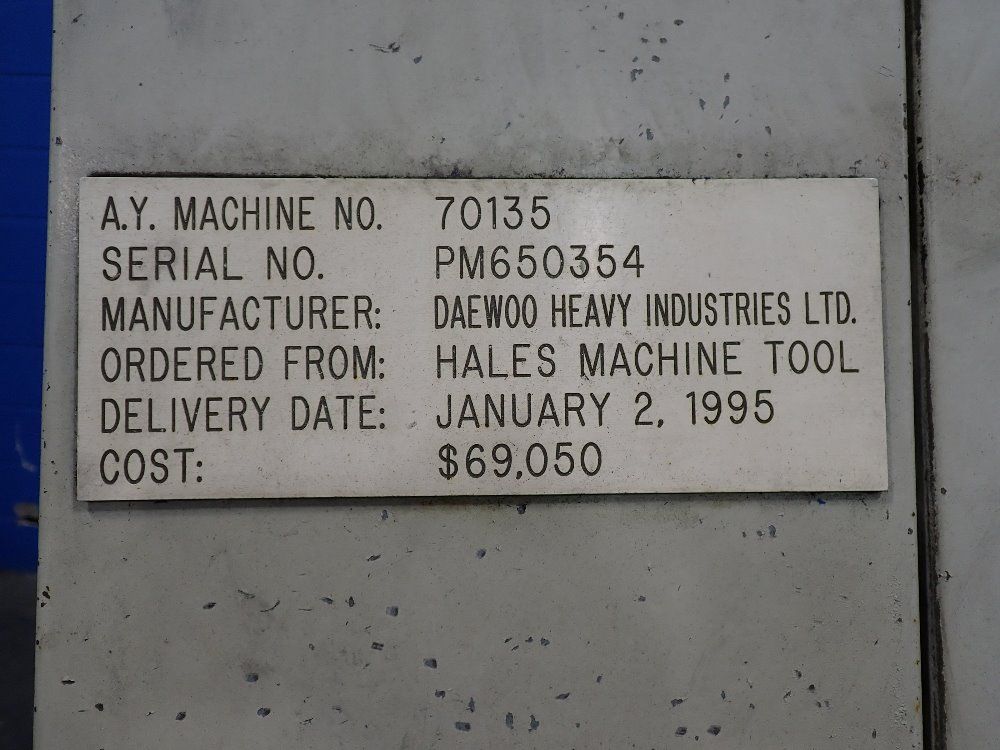 A.Y. MACHINE NO. 70135
SERIAL NO. PM650354
MANUFACTURER: DAEWOO HEAVY INDUSTRIES LTD.
ORDERED FROM: HALES MACHINE TOOL
DELIVERY DATE: JANUARY 2, 1995
COST: $69,050